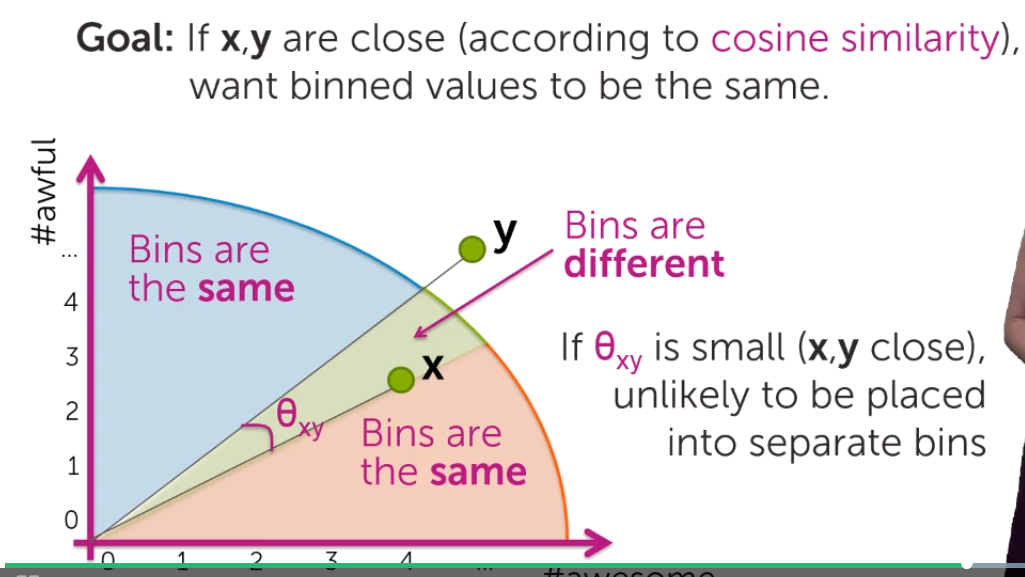 Goal: If x,y are close (according to cosine similarity),
want binned values to be the same.
#awful
...
4
3
2
1
0
Bins are
the same
y
Bins are
different
x
θxy
Bins are
the same
If θxy is small (x,y close),
unlikely to be placed
into separate bins
0 1 2 3 4 ...
#awesome